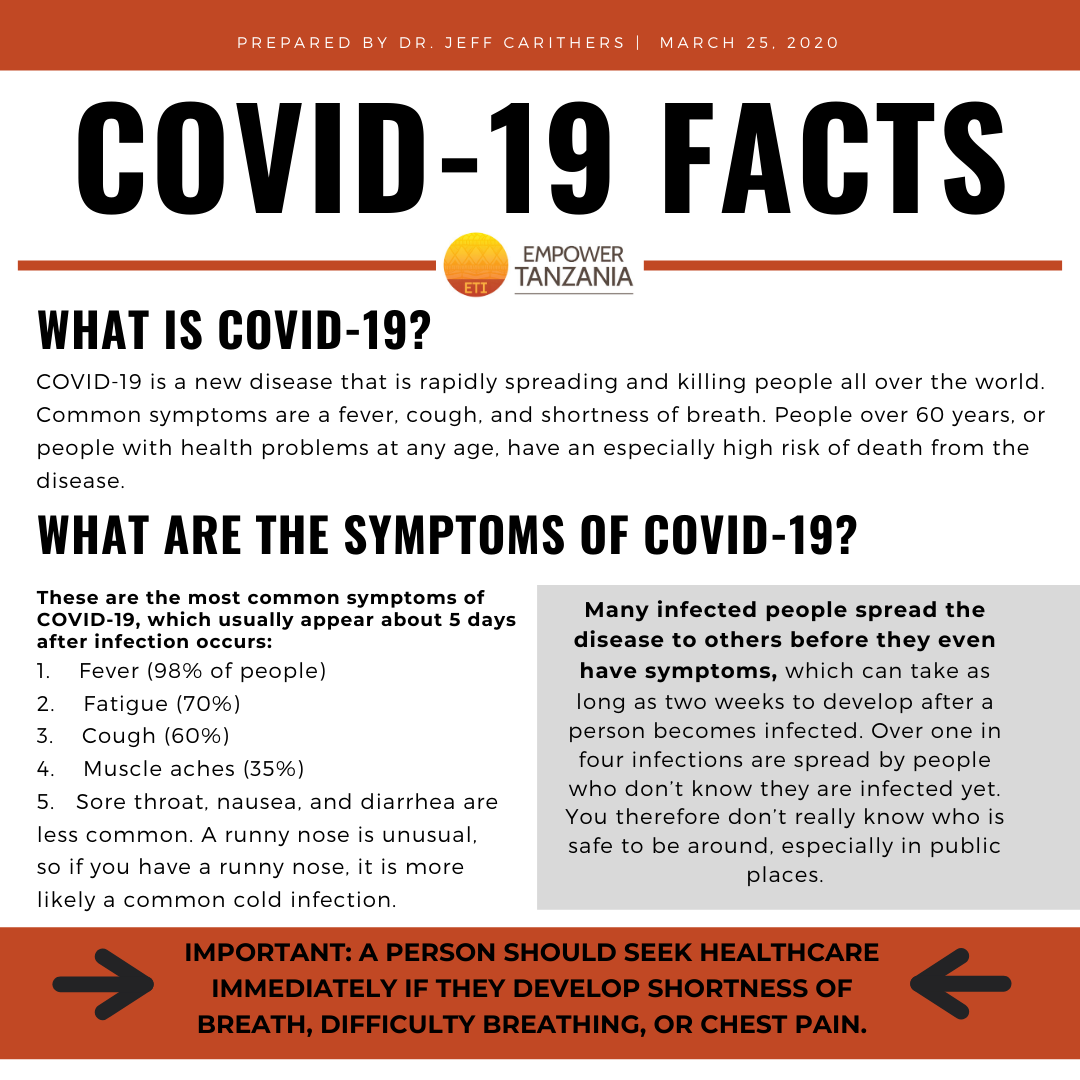 PREPARED BY DR. JEFF CARITHERS | MARCH 25, 2020
COVID-19 FACTS
ETI
EMPOWER
TANZANIA
WHAT IS COVID-19?
COVID-19 is a new disease that is rapidly spreading and killing people all over the world.
Common symptoms are a fever, cough, and shortness of breath. People over 60 years, or
people with health problems at any age, have an especially high risk of death from the
disease.
WHAT ARE THE SYMPTOMS OF COVID-19?
These are the most common symptoms of
COVID-19, which usually appear about 5 days
after infection occurs:
1. Fever (98% of people)
2. Fatigue (70%)
3. Cough (60%)
4. Muscle aches (35%)
5. Sore throat, nausea, and diarrhea are
less common. A runny nose is unusual,
so if you have a runny nose, it is more
likely a common cold infection.
Many infected people spread the
disease to others before they even
have symptoms, which can take as
long as two weeks to develop after a
person becomes infected. Over one in
four infections are spread by people
who don't know they are infected yet.
You therefore don't really know who is
safe to be around, especially in public
places.
IMPORTANT: A PERSON SHOULD SEEK HEALTHCARE
IMMEDIATELY IF THEY DEVELOP SHORTNESS OF
BREATH, DIFFICULTY BREATHING, OR CHEST PAIN.